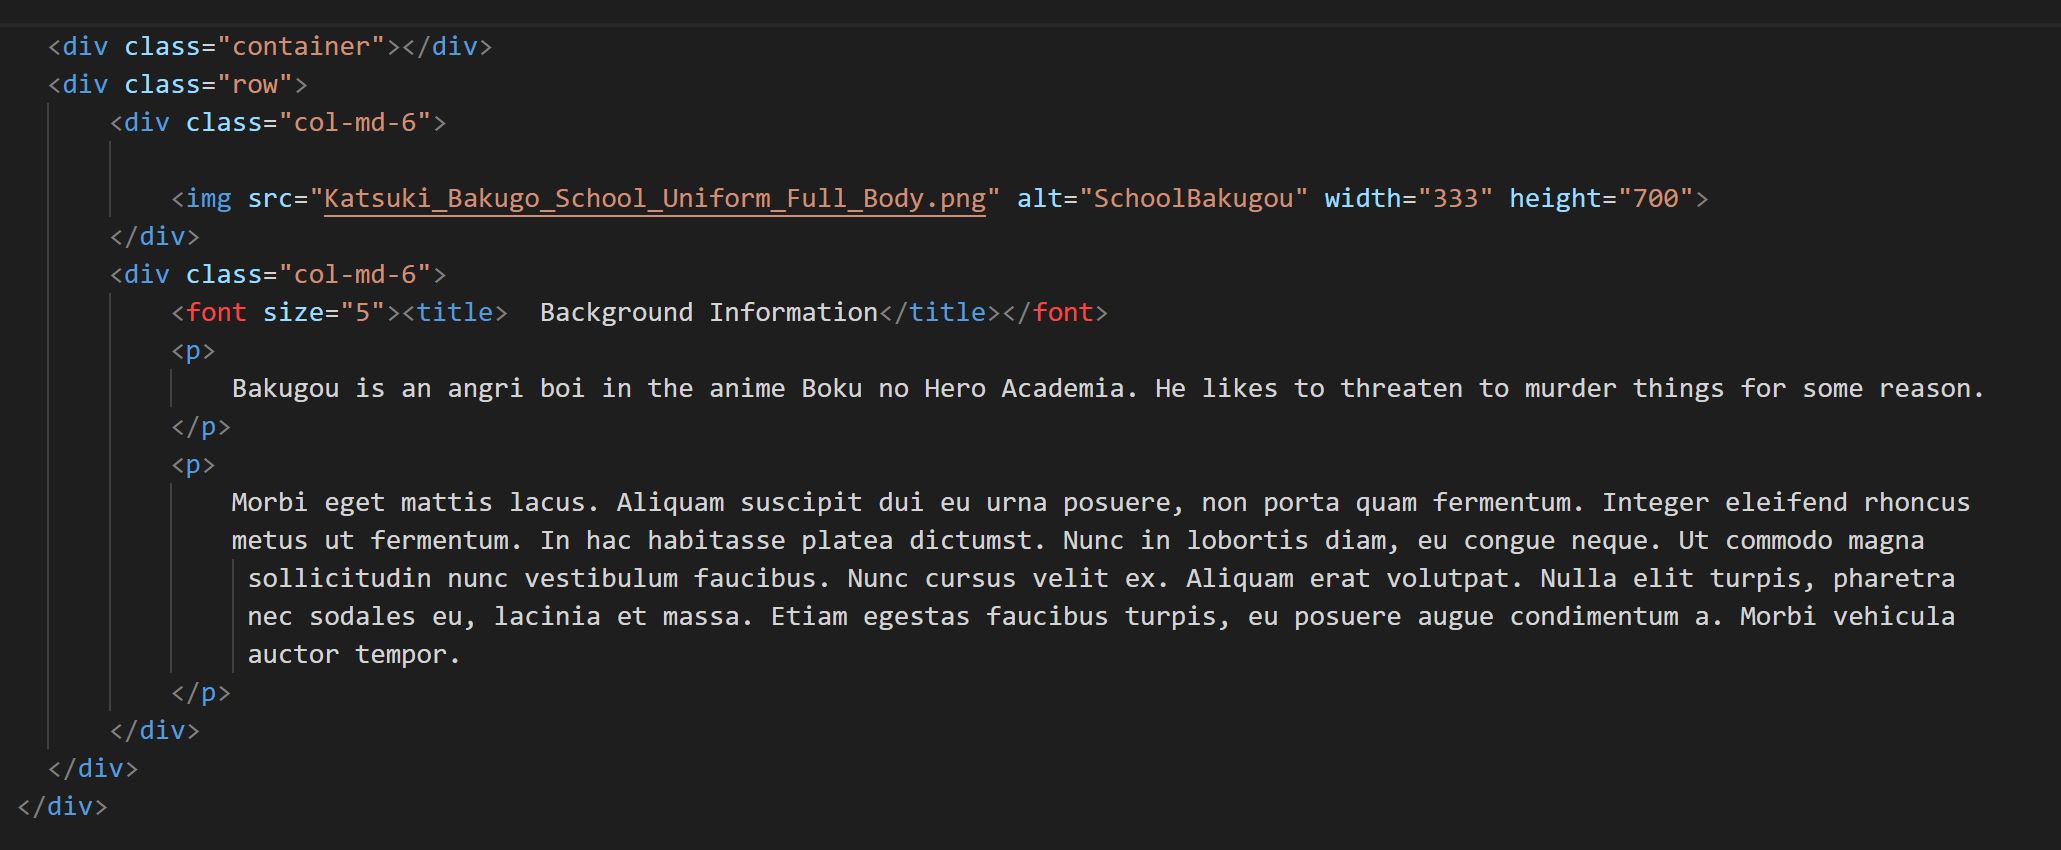 <div class="container"></div>
<div class="row">
<div class="col-md-6">
<img src="Katsuki_Bakugo_School_Uniform_Full_Body.png" alt="SchoolBakugou" width="333" height="700">
</div>
<div class="col-md-6">
<font size="5"><title>  Background Information</title></font>
<p>
Bakugou is an angri boi in the anime Boku no Hero Academia. He likes to threaten to murder things for some reason.
</p>
<p>
Morbi eget mattis lacus. Aliquam suscipit dui eu urna posuere, non porta quam fermentum. Integer eleifend rhoncus
metus ut fermentum. In hac habitasse platea dictumst. Nunc in lobortis diam, eu congue neque. Ut commodo magna
sollicitudin nunc vestibulum faucibus. Nunc cursus velit ex. Aliquam erat volutpat. Nulla elit turpis, pharetra
nec sodales eu, lacinia et massa. Etiam egestas faucibus turpis, eu posuere augue condimentum a. Morbi vehicula
auctor tempor.
</p>
</div>
</div>
</div>